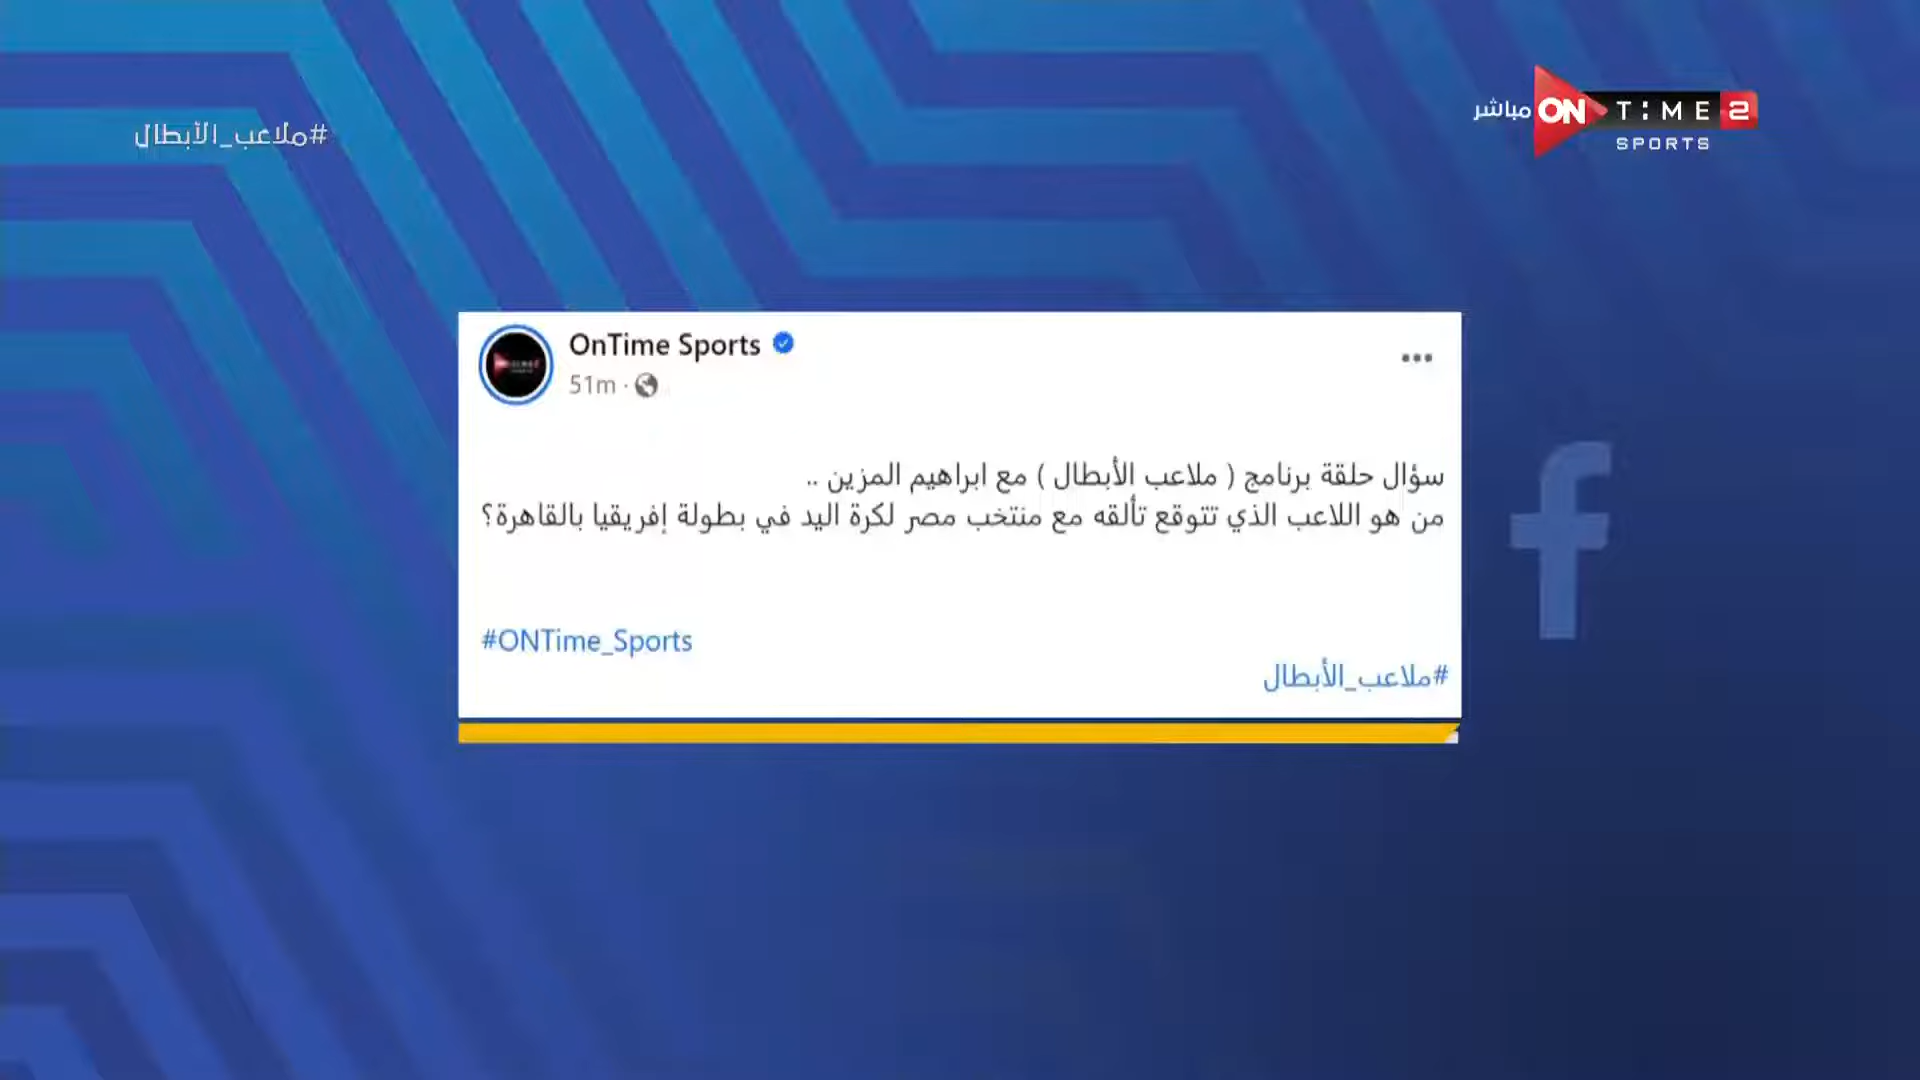 #ملاعب_الأبطال
مباشر ON TIME 2
SPORTS
OnTime Sports
51m ·
سؤال حلقة برنامج ( ملاعب الأبطال ) مع ابراهيم المزين ..
من هو اللاعب الذي تتوقع تألقه مع منتخب مصر لكرة اليد في بطولة إفريقيا بالقاهرة؟
#ONTime_Sports
#ملاعب_الأبطال